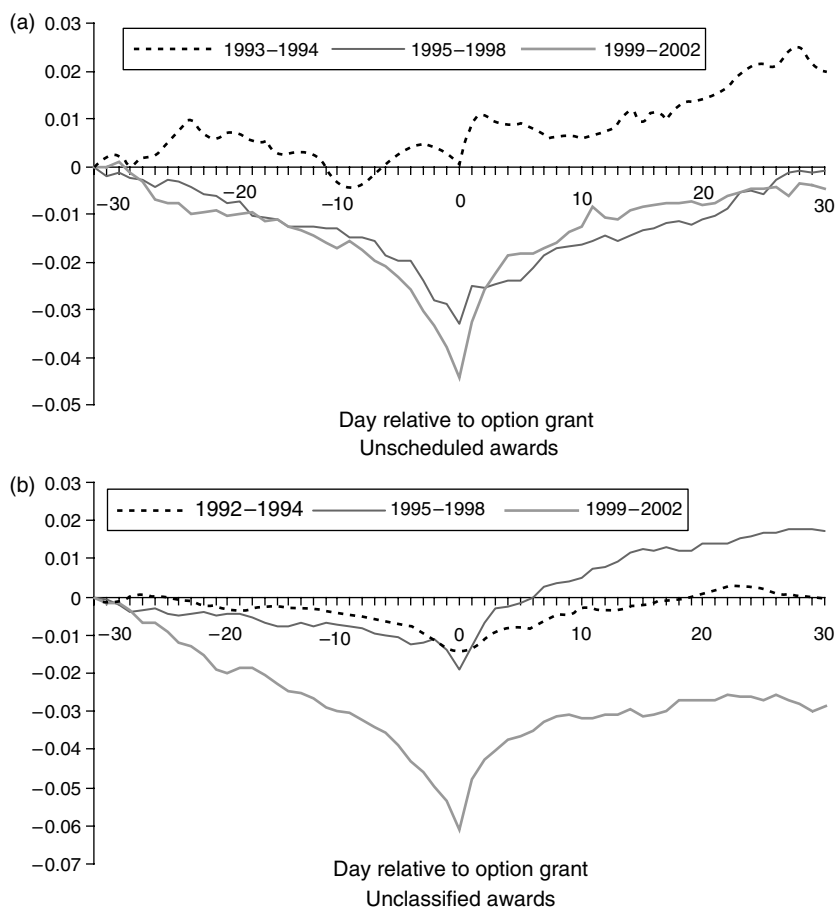 (a)
0.03
1993–1994 1995–1998 1999–2002
0.02
0.01
0
−30 −20 −10 0 10 20 30
−0.01
−0.02
−0.03
−0.04
−0.05
Day relative to option grant
Unscheduled awards
(b)
0.03
1992–1994 1995–1998 1999–2002
0.02
0.01
0
−30 −20 −10 0 10 20 30
−0.01
−0.02
−0.03
−0.04
−0.05
−0.06
−0.07
Day relative to option grant
Unclassified awards